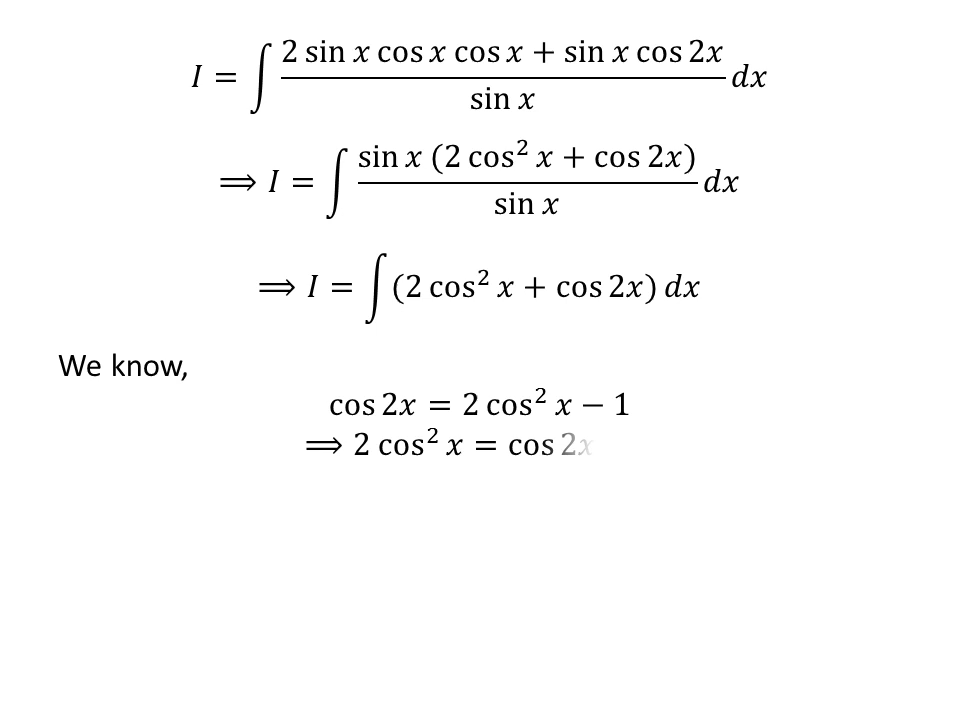 I = ∫ (2 sin x cos x cos x + sin x cos 2x) / (sin x) dx
⟹ I = ∫ (sin x (2 cos² x + cos 2x)) / (sin x) dx
⟹ I = ∫ (2 cos² x + cos 2x) dx
We know,
cos 2x = 2 cos² x − 1
⟹ 2 cos² x = cos 2x